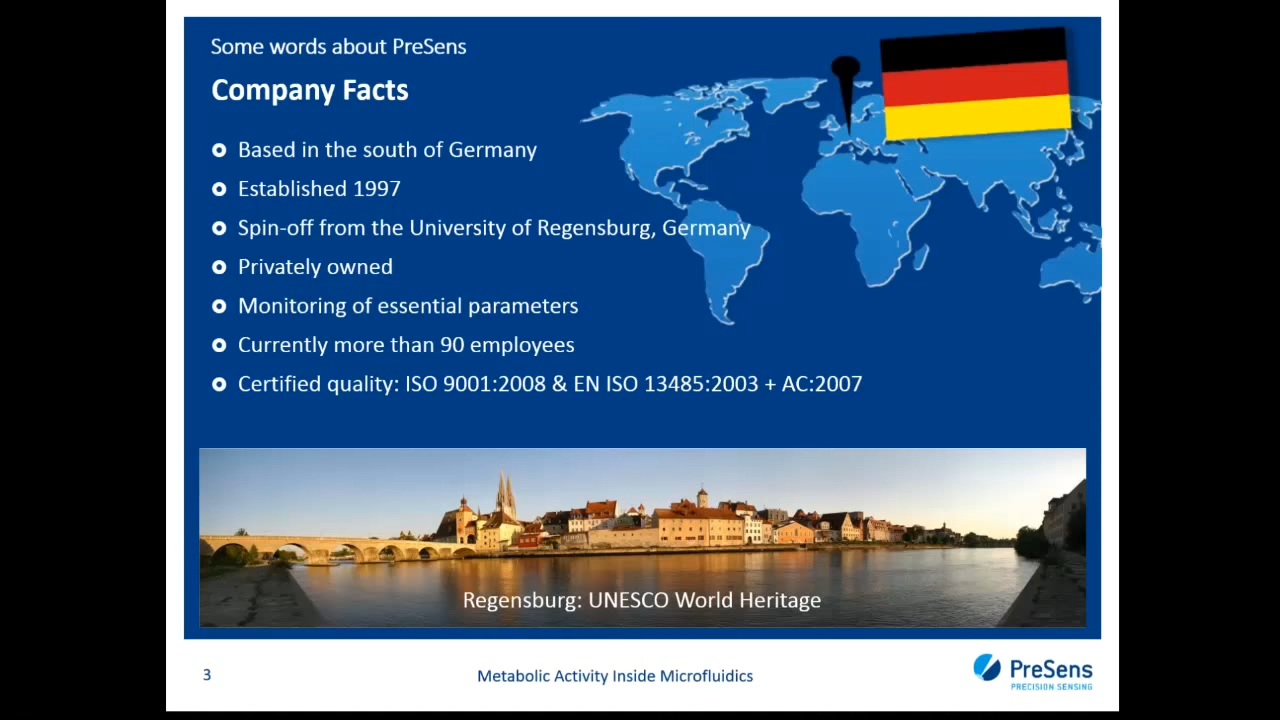 Some words about PreSens
Company Facts
Based in the south of Germany
Established 1997
Spin-off from the University of Regensburg, Germany
Privately owned
Monitoring of essential parameters
Currently more than 90 employees
Certified quality: ISO 9001:2008 & EN ISO 13485:2003 + AC:2007
Regensburg: UNESCO World Heritage
3
Metabolic Activity Inside Microfluidics
PreSens
PRECISION SENSING